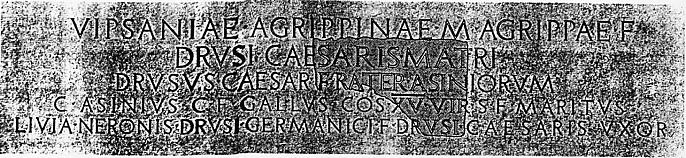 VIPSANIAE AGRIPPINAE M AGRIPPAE F
DRVSI CAESARIS MATRI
DRVSVS CAESAR FRATER ASINIORVM
C ASINIVS C F GALLVS COS XV VIR S F MARITVS
LIVIA NERONIS DRVSI GERMANICI F DRVSI CAESARIS VXOR